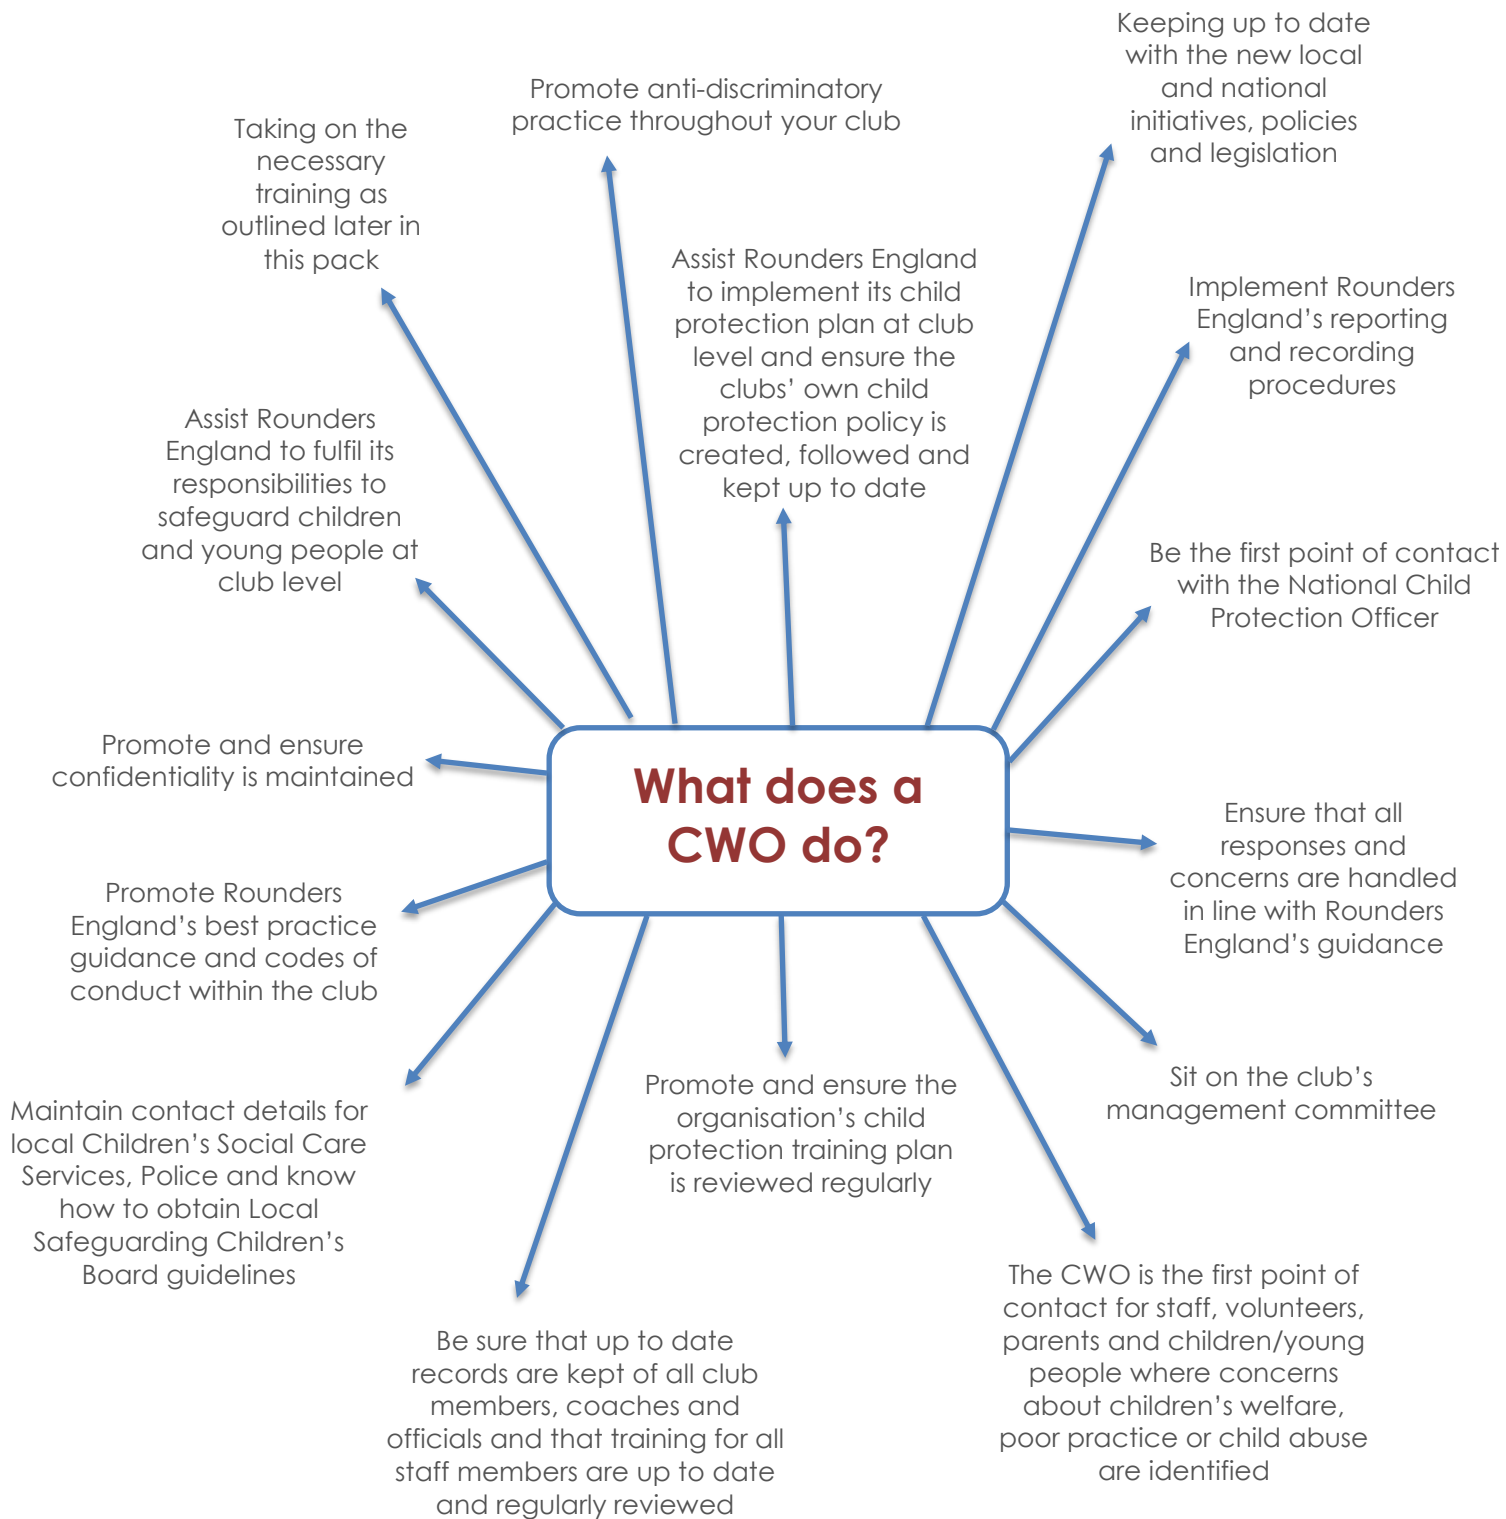 Keeping up to date
with the new local
and national
initiatives, policies
and legislation
Promote anti-discriminatory
practice throughout your club
Taking on the
necessary
training as
outlined later in
this pack
Assist Rounders England
to implement its child
protection plan at club
level and ensure the
clubs’ own child
protection policy is
created, followed and
kept up to date
Implement Rounders
England’s reporting
and recording
procedures
Assist Rounders
England to fulfil its
responsibilities to
safeguard children
and young people at
club level
Be the first point of contact
with the National Child
Protection Officer
Promote and ensure
confidentiality is maintained
What does a
CWO do?
Ensure that all
responses and
concerns are handled
in line with Rounders
England’s guidance
Promote Rounders
England’s best practice
guidance and codes of
conduct within the club
Sit on the club’s
management committee
Promote and ensure the
organisation’s child
protection training plan
is reviewed regularly
Maintain contact details for
local Children’s Social Care
Services, Police and know
how to obtain Local
Safeguarding Children’s
Board guidelines
The CWO is the first point of
contact for staff, volunteers,
parents and children/young
people where concerns
about children’s welfare,
poor practice or child abuse
are identified
Be sure that up to date
records are kept of all club
members, coaches and
officials and that training for all
staff members are up to date
and regularly reviewed